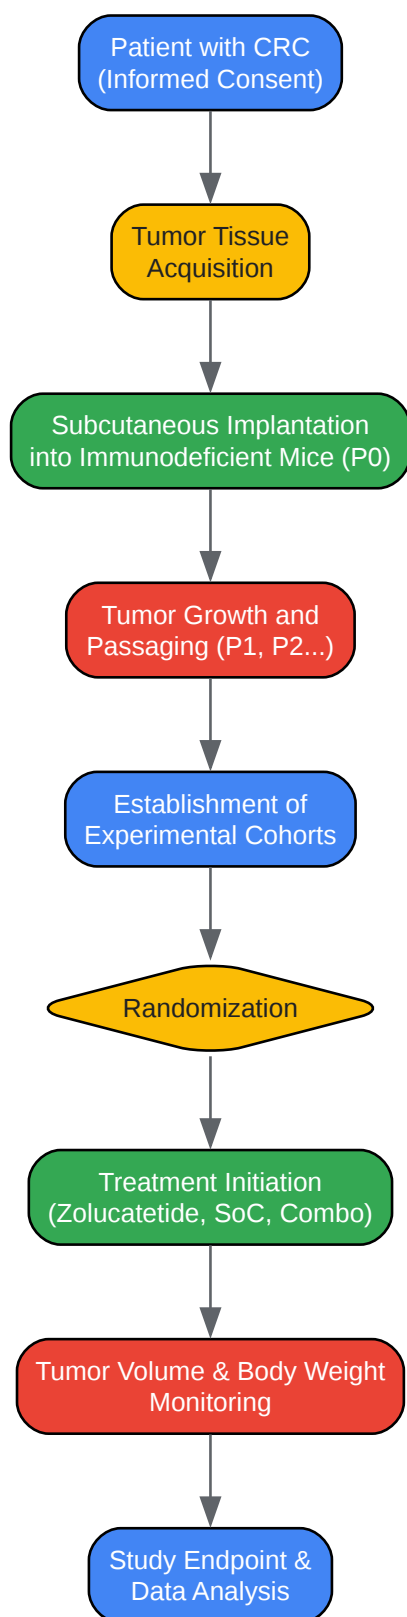 Patient with CRC
(Informed Consent)
Tumor Tissue
Acquisition
Subcutaneous Implantation
into Immunodeficient Mice (P0)
Tumor Growth and
Passaging (P1, P2...)
Establishment of
Experimental Cohorts
Randomization
Treatment Initiation
(Zolucatetide, SoC, Combo)
Tumor Volume & Body Weight
Monitoring
Study Endpoint &
Data Analysis